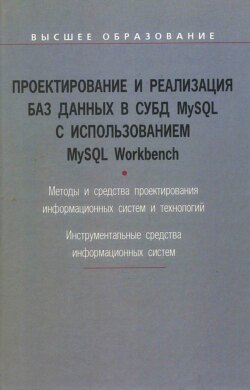 ВЫСШЕЕ ОБРАЗОВАНИЕ
ПРОЕКТИРОВАНИЕ И РЕАЛИЗАЦИЯ
БАЗ ДАННЫХ В СУБД MySQL
С ИСПОЛЬЗОВАНИЕМ
MySQL Workbench
•
Методы и средства проектирования
информационных систем и технологий
•
Инструментальные средства
информационных систем